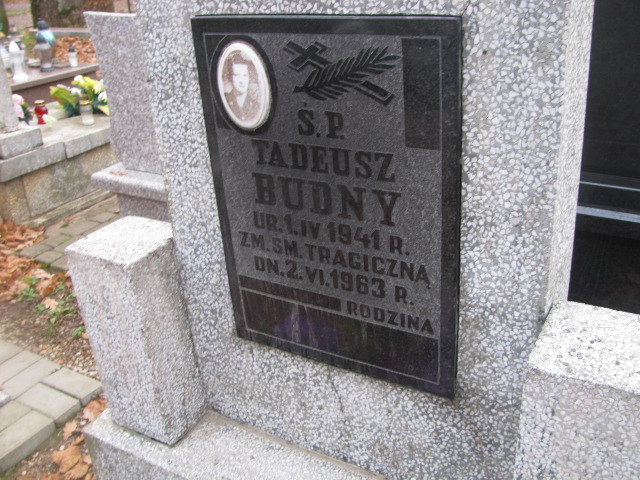 Ś.P.
TADEUSZ
BUDNY
UR.1.IV 1941 R.
ZM.ŚM.TRAGICZNĄ
DN.2.VI.1963 R.
RODZINA